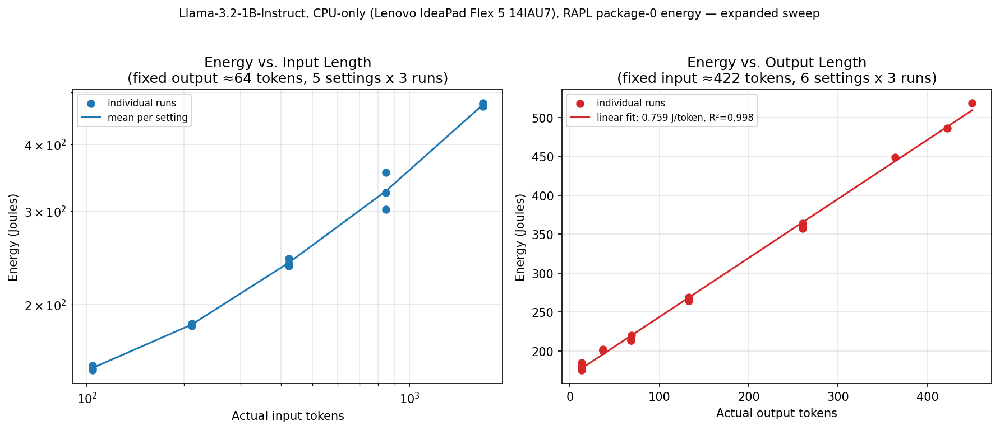 Llama-3.2-1B-Instruct, CPU-only (Lenovo IdeaPad Flex 5 14IAU7), RAPL package-0 energy — expanded sweep
Energy vs. Input Length
(fixed output ≈64 tokens, 5 settings x 3 runs)
individual runs
mean per setting
4 × 10²
3 × 10²
2 × 10²
Energy (Joules)
10²
10³
Actual input tokens
Energy vs. Output Length
(fixed input ≈422 tokens, 6 settings x 3 runs)
individual runs
linear fit: 0.759 J/token, R²=0.998
500
450
400
350
300
250
200
Energy (Joules)
0
100
200
300
400
Actual output tokens